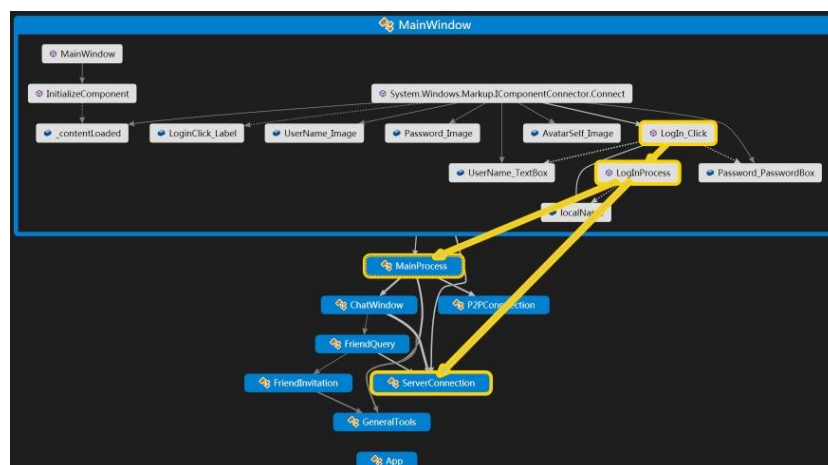 MainWindow
MainWindow
InitializeComponent
System.Windows.Markup.IComponentConnector.Connect
_contentLoaded
LoginClick_Label
UserName_Image
Password_Image
AvatarSelf_Image
LogIn_Click
UserName_TextBox
LogInProcess
Password_PasswordBox
MainProcess
ChatWindow
P2PConnection
FriendQuery
FriendInvitation
ServerConnection
GeneralTools
App